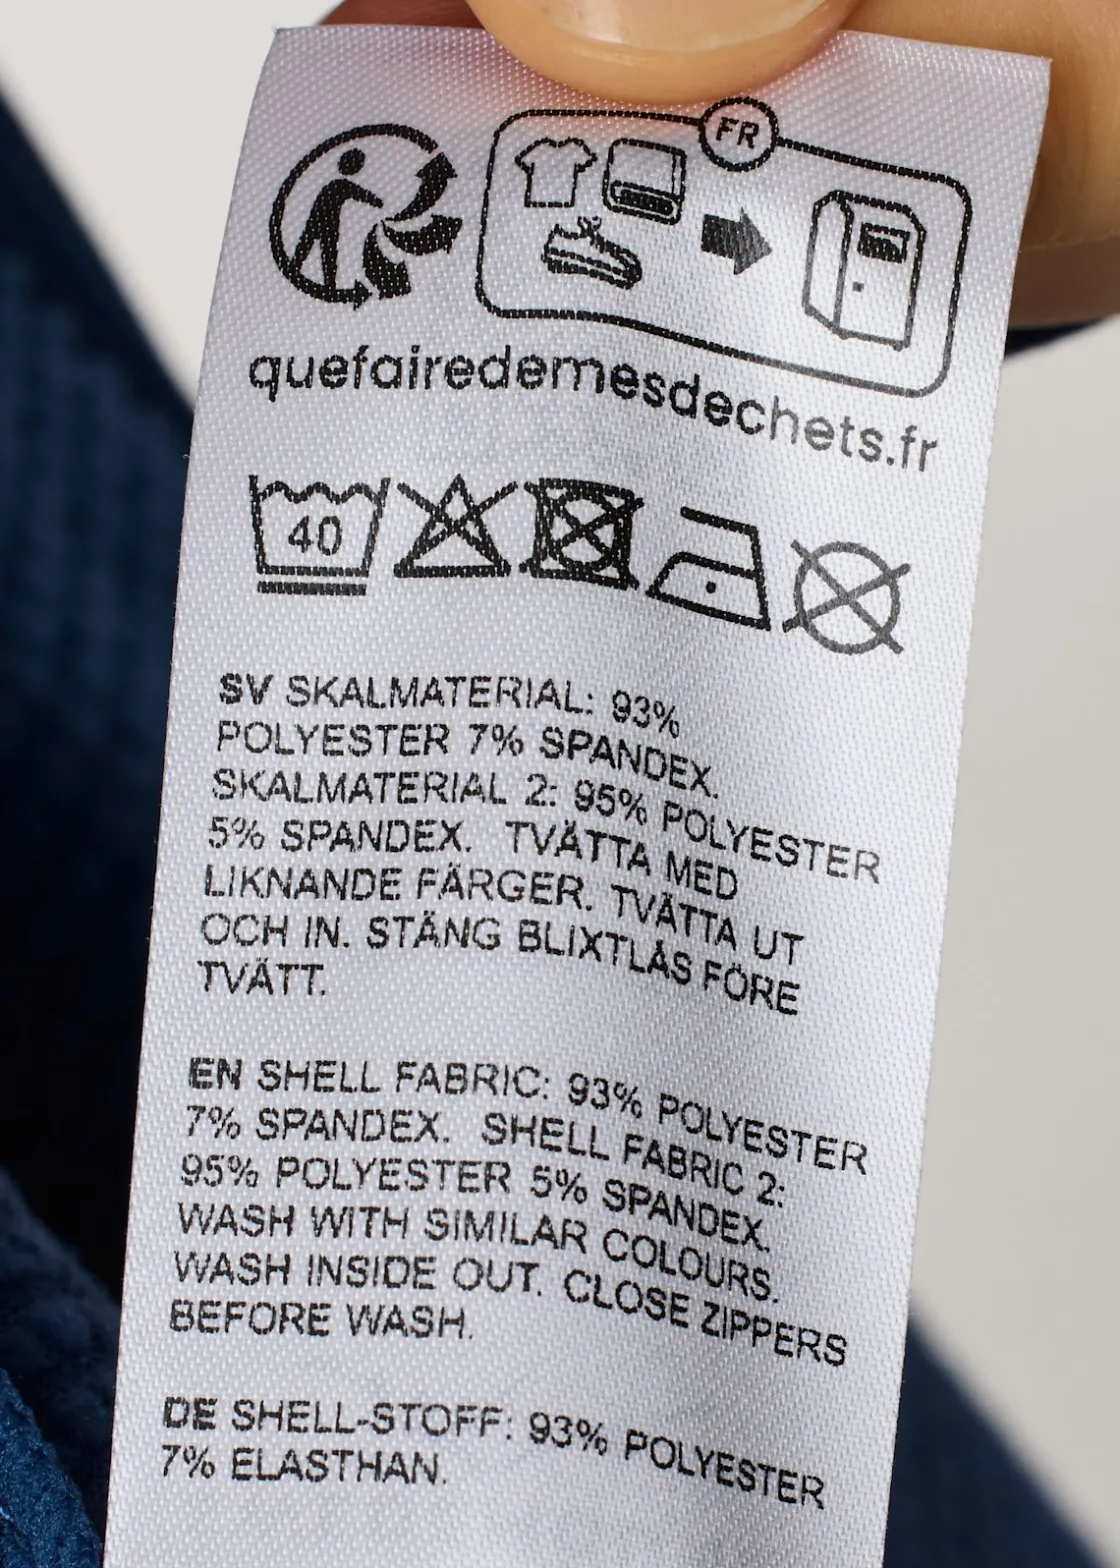 FR
quefairedemesdechets.fr
40
SV SKALMATERIAL: 93%
POLYESTER 7% SPANDEX.
SKALMATERIAL 2: 95% POLYESTER
5% SPANDEX. TVÄTTA MED
LIKNANDE FÄRGER. TVÄTTA UT
OCH IN. STÄNG BLIXTLÅS FÖRE
TVÄTT.
EN SHELL FABRIC: 93% POLYESTER
7% SPANDEX. SHELL FABRIC 2:
95% POLYESTER 5% SPANDEX.
WASH WITH SIMILAR COLOURS.
WASH INSIDE OUT. CLOSE ZIPPERS
BEFORE WASH.
DE SHELL-STOFF: 93% POLYESTER
7% ELASTHAN.